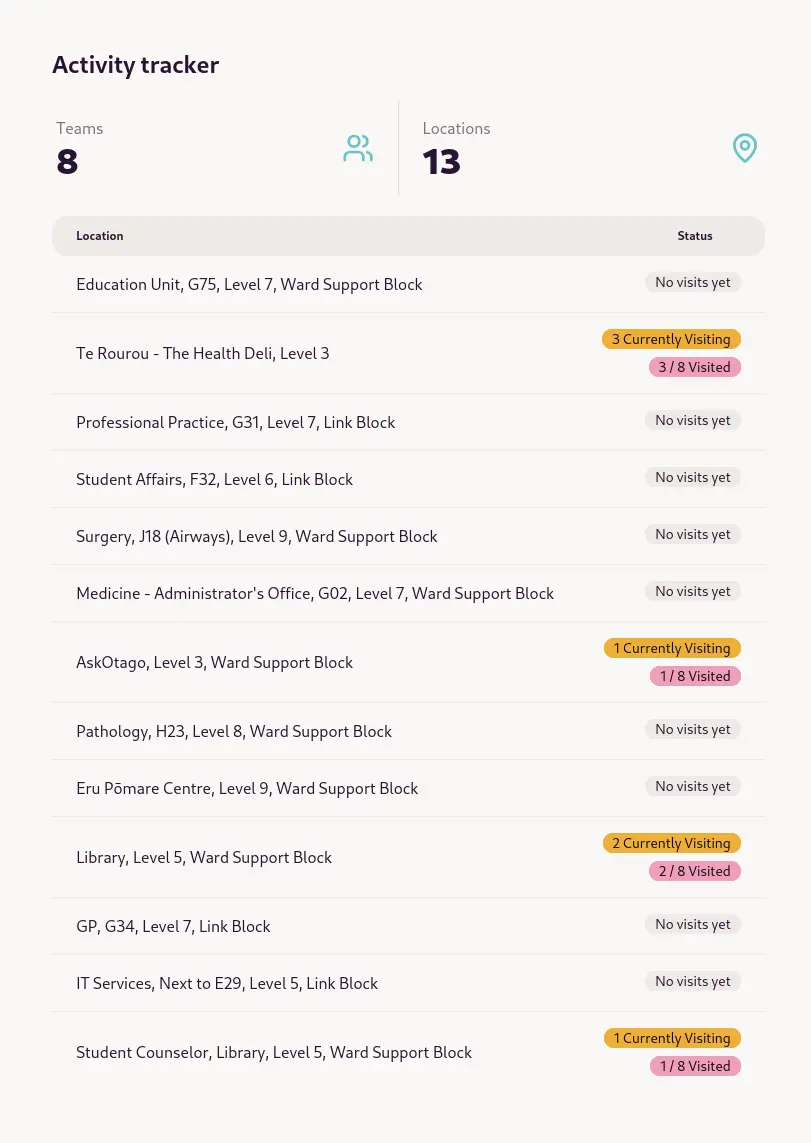 Activity tracker
Teams
8
Locations
13
Location Status
Education Unit, G75, Level 7, Ward Support Block No visits yet
Te Rourou - The Health Deli, Level 3
3 Currently Visiting
3 / 8 Visited
Professional Practice, G31, Level 7, Link Block No visits yet
Student Affairs, F32, Level 6, Link Block No visits yet
Surgery, J18 (Airways), Level 9, Ward Support Block No visits yet
Medicine - Administrator's Office, G02, Level 7, Ward Support Block No visits yet
AskOtago, Level 3, Ward Support Block
1 Currently Visiting
1 / 8 Visited
Pathology, H23, Level 8, Ward Support Block No visits yet
Eru Pōmare Centre, Level 9, Ward Support Block No visits yet
Library, Level 5, Ward Support Block
2 Currently Visiting
2 / 8 Visited
GP, G34, Level 7, Link Block No visits yet
IT Services, Next to E29, Level 5, Link Block No visits yet
Student Counselor, Library, Level 5, Ward Support Block
1 Currently Visiting
1 / 8 Visited